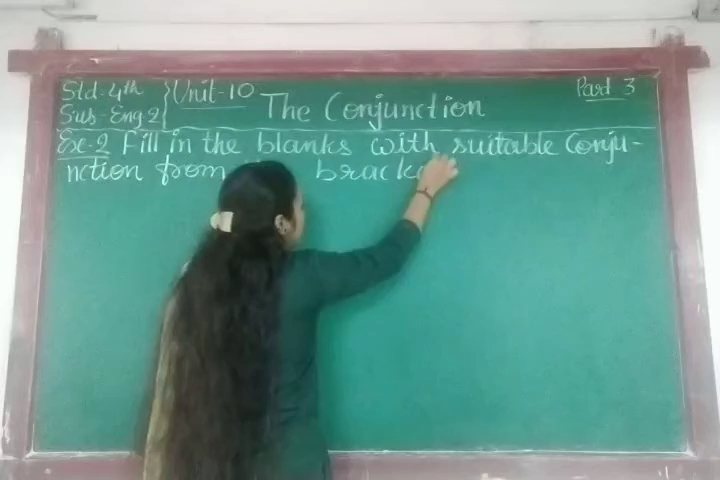 Std-4th
Sub-Eng 2
Unit-10
The Conjunction
Part 3
Ex-2 Fill in the blanks with suitable Conju-
nction from brack